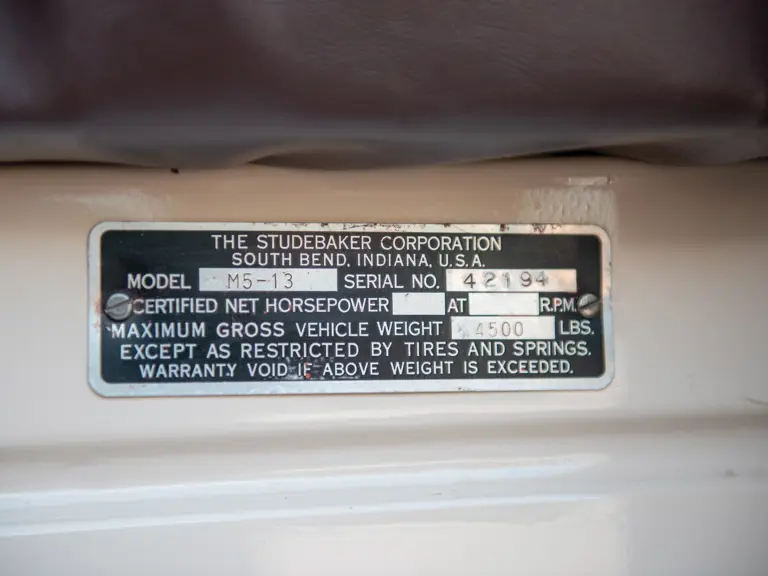 THE STUDEBAKER CORPORATION
SOUTH BEND, INDIANA, U.S.A.
MODEL M5-13 SERIAL NO. 42194
CERTIFIED NET HORSEPOWER AT R.P.M.
MAXIMUM GROSS VEHICLE WEIGHT 4500 LBS.
EXCEPT AS RESTRICTED BY TIRES AND SPRINGS.
WARRANTY VOID IF ABOVE WEIGHT IS EXCEEDED.